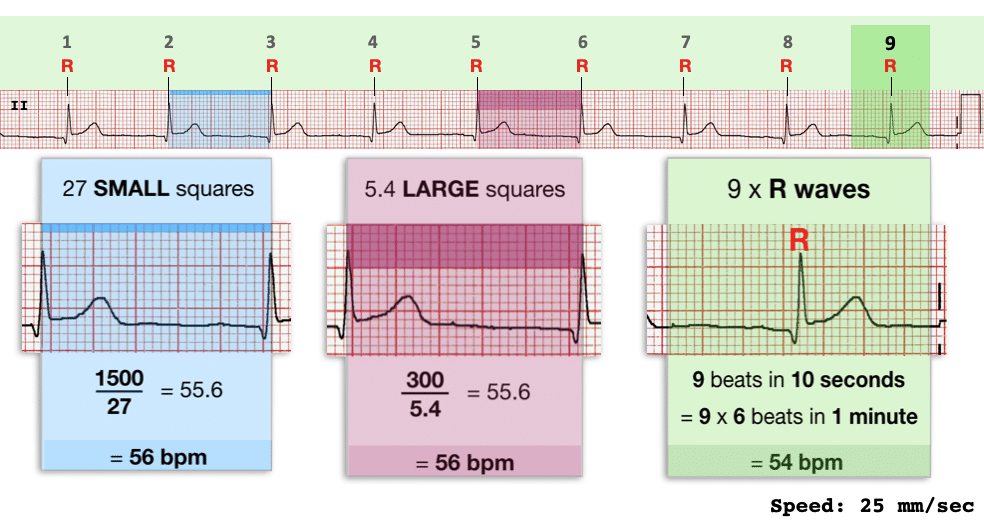 1 2 3 4 5 6 7 8 9
R R R R R R R R R
II
27 SMALL squares
1500
27
= 55.6
= 56 bpm
5.4 LARGE squares
300
5.4
= 55.6
= 56 bpm
9 x R waves
R
9 beats in 10 seconds
= 9 x 6 beats in 1 minute
= 54 bpm
Speed: 25 mm/sec